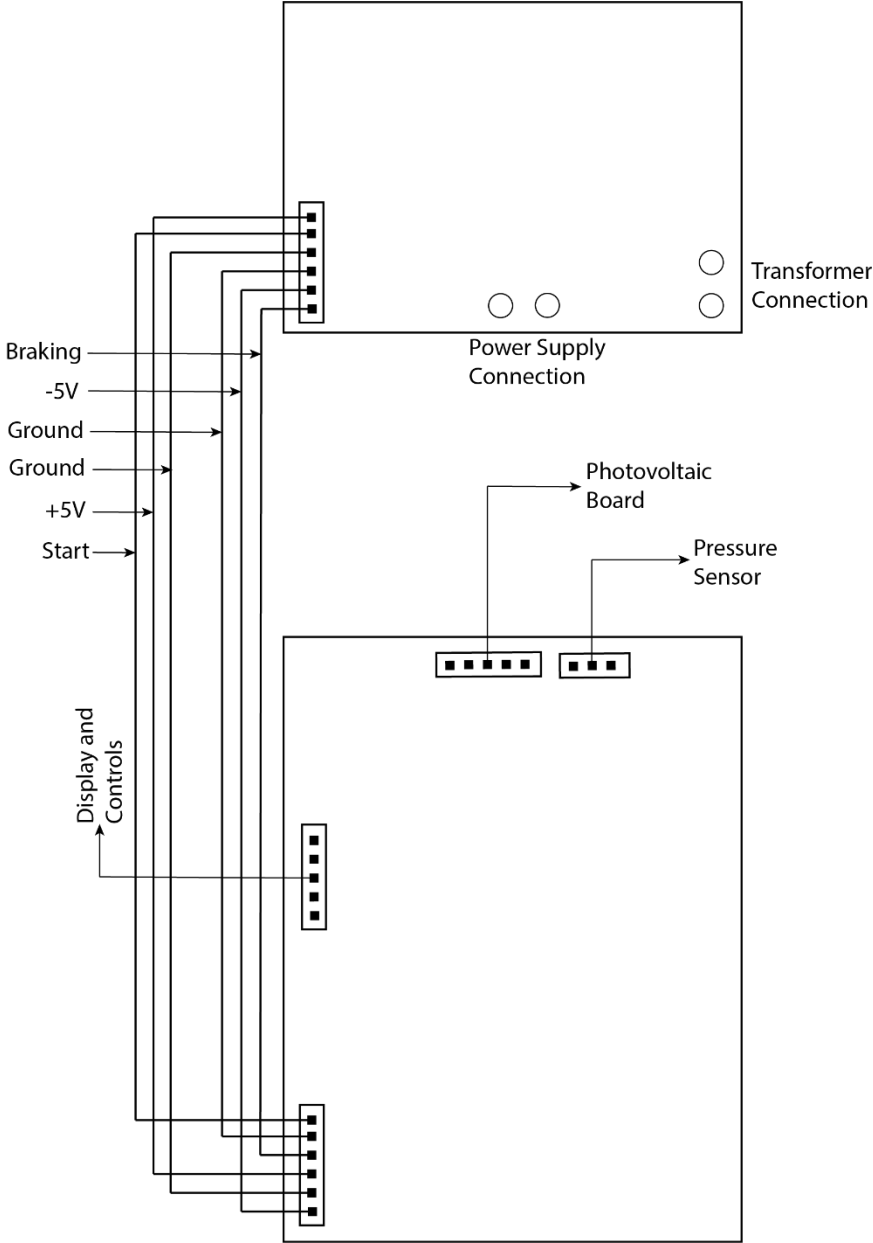 Transformer
Connection
Power Supply
Connection
Braking
-5V
Ground
Ground
+5V
Start
Photovoltaic
Board
Pressure
Sensor
Display and
Controls